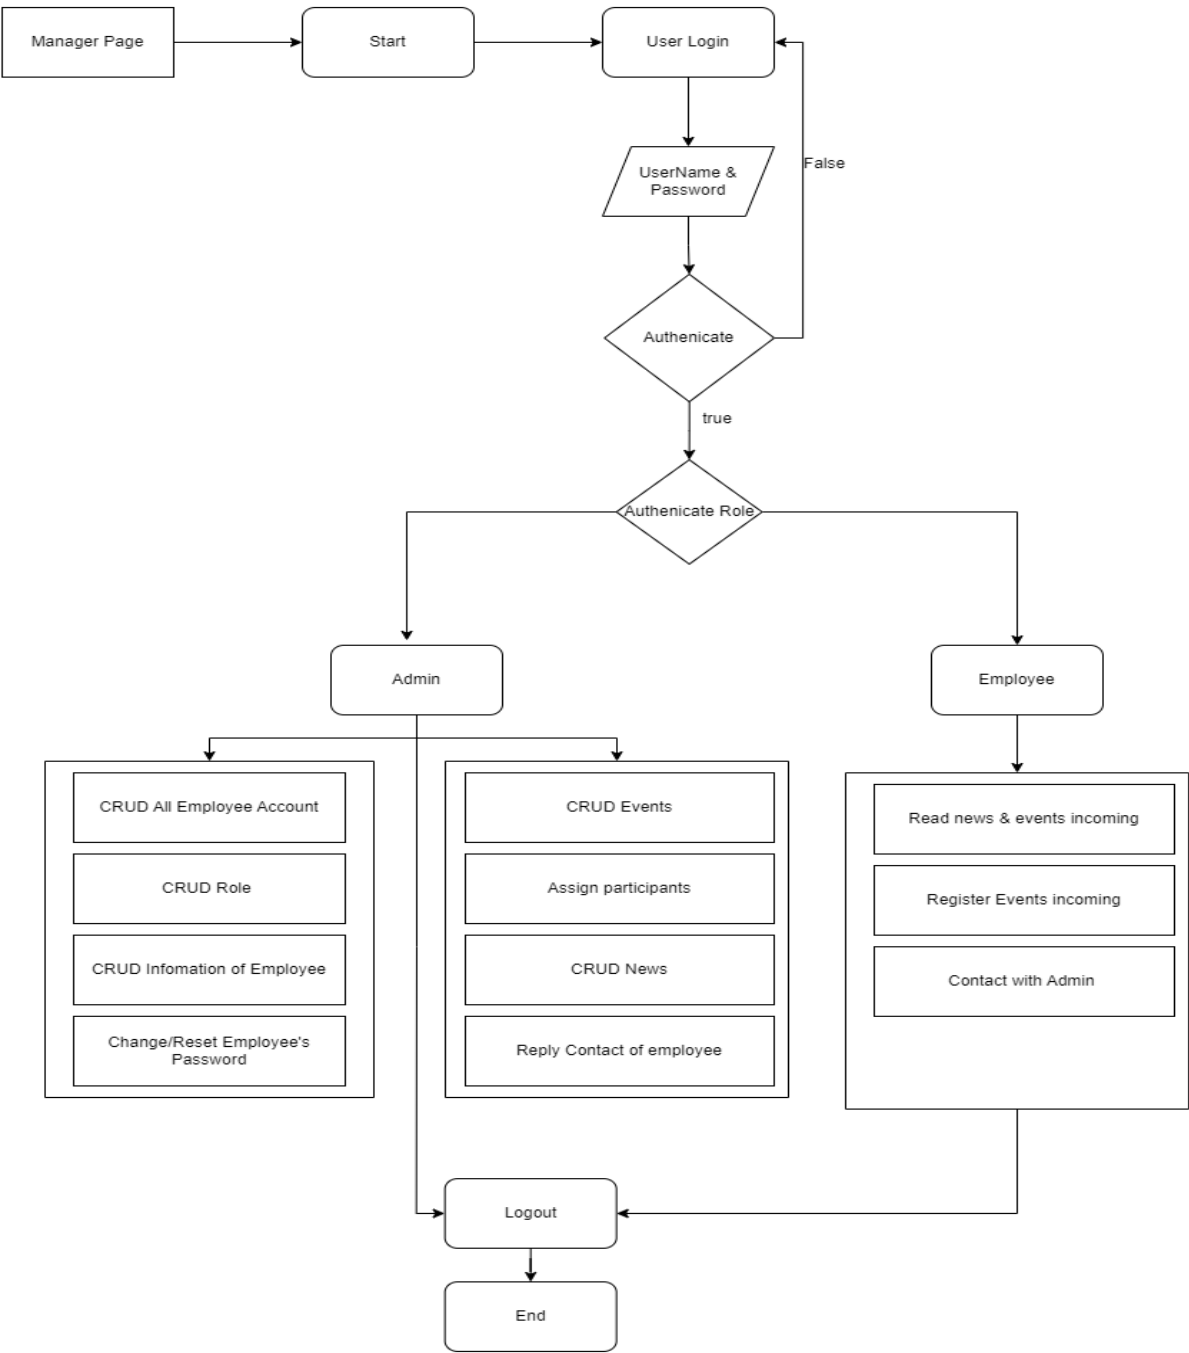 Manager Page
Start
User Login
UserName &
Password
False
Authenicate
true
Authenicate Role
Admin
Employee
CRUD All Employee Account
CRUD Role
CRUD Infomation of Employee
Change/Reset Employee's
Password
CRUD Events
Assign participants
CRUD News
Reply Contact of employee
Read news & events incoming
Register Events incoming
Contact with Admin
Logout
End